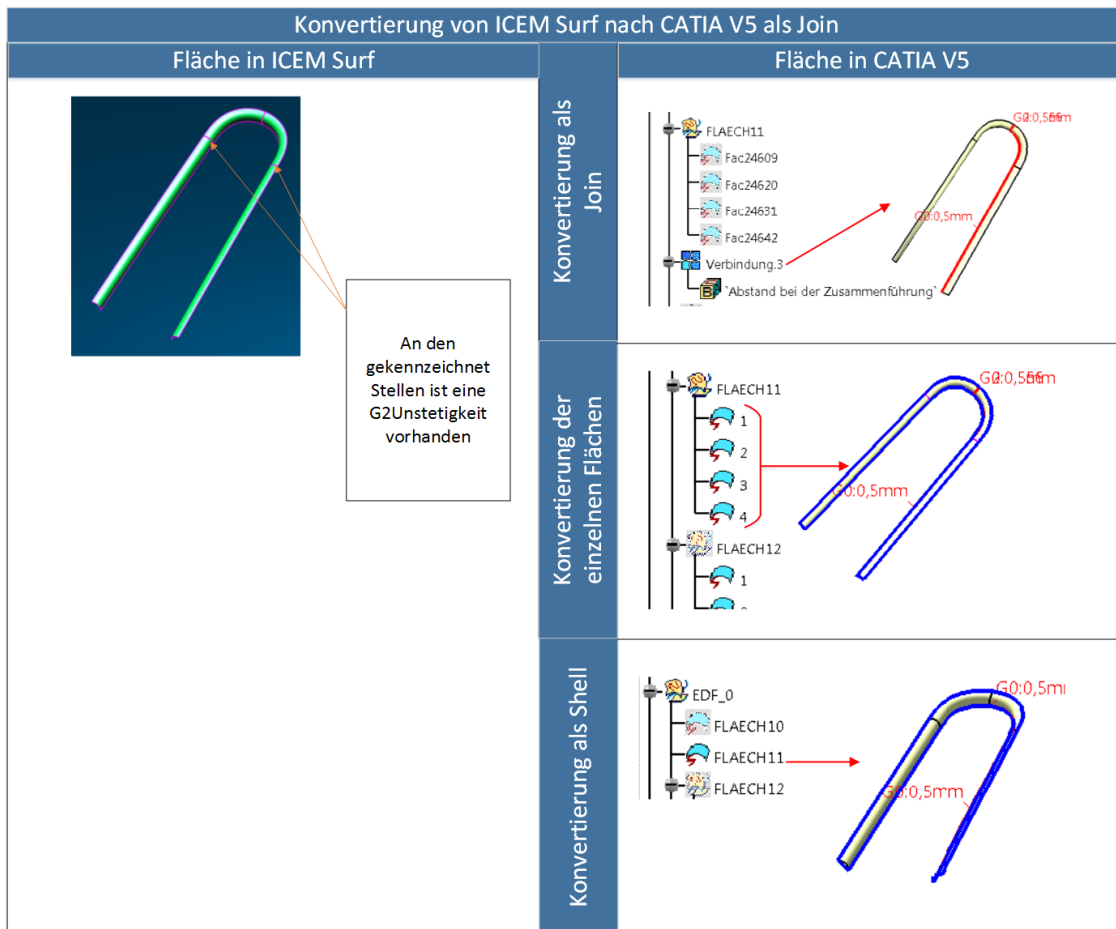 Konvertierung von ICEM Surf nach CATIA V5 als Join
Fläche in ICEM Surf
Fläche in CATIA V5
An den
gekennzeichnet
Stellen ist eine
G2Unstetigkeit
vorhanden
Konvertierung als
Join
FLAECH11
Fac24609
Fac24620
Fac24631
Fac24642
Verbindung.3
`Abstand bei der Zusammenführung`
G0:0,5mm
Konvertierung der
einzelnen Flächen
FLAECH11
1
2
3
4
FLAECH12
1
G0:0,5mm
Konvertierung als Shell
EDF_0
FLAECH10
FLAECH11
FLAECH12
G0:0,5m
G0:0,5mm